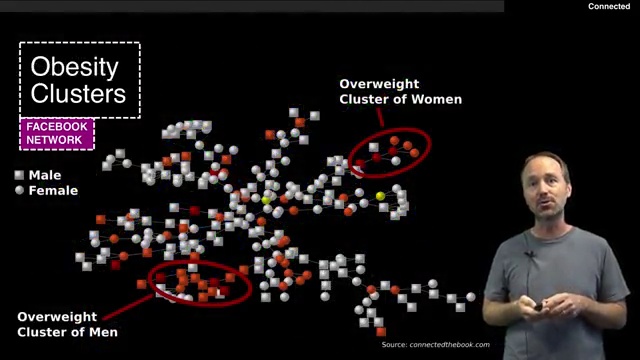 Connected
Obesity
Clusters
FACEBOOK
NETWORK
Male
Female
Overweight
Cluster of Women
Overweight
Cluster of Men
Source: connectedthebook.com